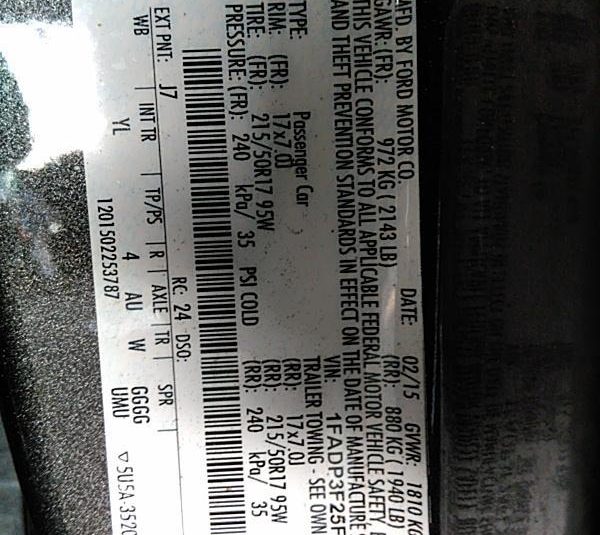 MFD. BY FORD MOTOR CO. DATE: 02/15 GVWR: 1810 KG
GAWR: (FR): 972 KG ( 2143 LB) (RR): 880 KG ( 1940 LB)
THIS VEHICLE CONFORMS TO ALL APPLICABLE FEDERAL MOTOR VEHICLE SAFETY,
AND THEFT PREVENTION STANDARDS IN EFFECT ON THE DATE OF MANUFACTURE
VIN: 1FADP3F25F
TYPE: Passenger Car TRAILER TOWING - SEE OWN
RIM: (FR): 17x7.0J (RR): 17x7.0J
TIRE: (FR): 215/50R17 95W (RR): 215/50R17 95W
PRESSURE: (FR): 240 kPa/ 35 PSI COLD (RR): 240 kPa/ 35
RC: 24 DSO:
EXT PNT: J7
WB INT TR TP/PS R AXLE TR SPR
YL 4 AU W GGGG
UMU
1201502253787 ▽5U5A-3520